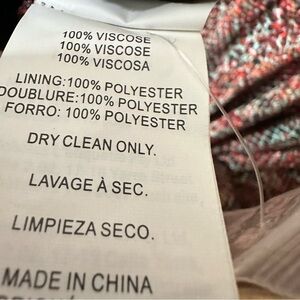 100% VISCOSE
100% VISCOSE
100% VISCOSA
LINING:100% POLYESTER
DOUBLURE:100% POLYESTER
FORRO: 100% POLYESTER
DRY CLEAN ONLY.
LAVAGE À SEC.
LIMPIEZA SECO.
MADE IN CHINA